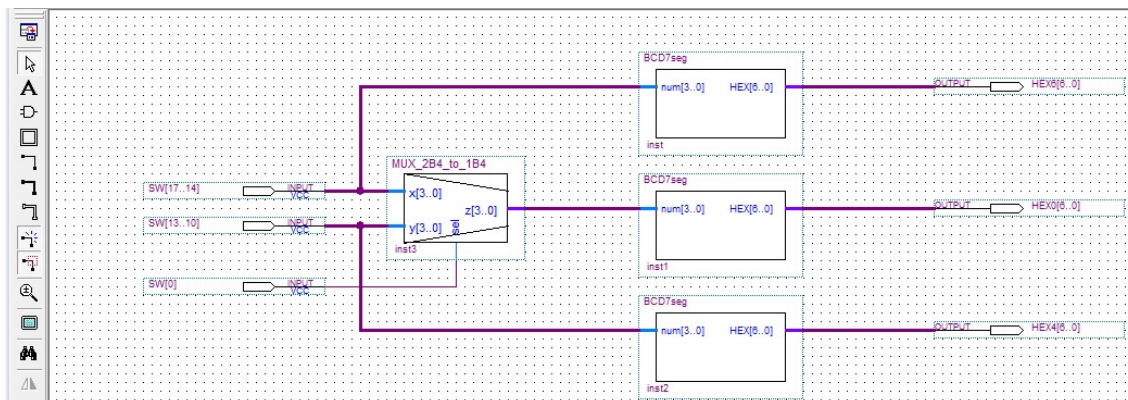 BCD7seg
num[3..0] HEX[6..0]
OUTPUT HEX6[6..0]
inst
MUX_2B4_to_1B4
SW[17..14] INPUT
VCC
x[3..0]
BCD7seg
num[3..0] HEX[6..0]
OUTPUT HEX0[6..0]
z[3..0]
SW[13..10] INPUT
VCC
y[3..0]
sel
inst3
inst1
SW[0] INPUT
VCC
BCD7seg
num[3..0] HEX[6..0]
OUTPUT HEX4[6..0]
inst2
A